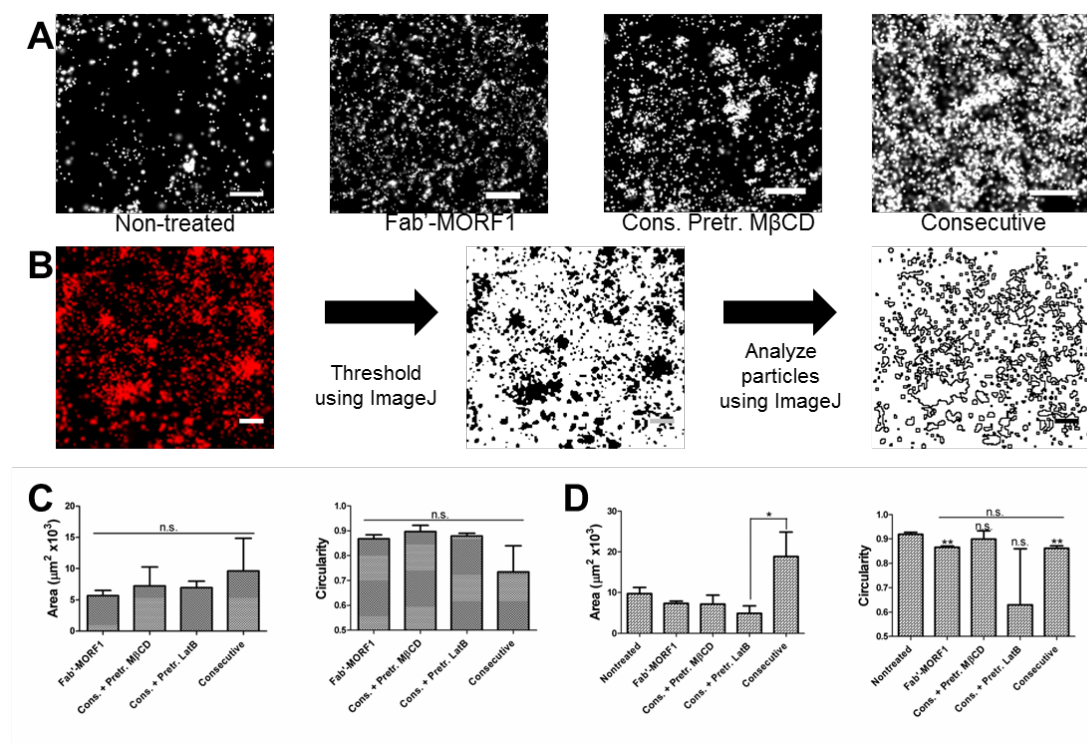 A
Non-treated
Fab'-MORF1
Cons. Pretr. MβCD
Consecutive
B
Threshold
using ImageJ
Analyze
particles
using ImageJ
C
Area (μm² x10³)
20
15
10
5
0
n.s.
Fab'-MORF1
Cons. + Pretr. MβCD
Cons. + Pretr. LatB
Consecutive
Circularity
1.0
0.9
0.8
0.7
0.6
0.5
n.s.
Fab'-MORF1
Cons. + Pretr. MβCD
Cons. + Pretr. LatB
Consecutive
D
Area (μm² x10³)
30
20
10
0
*
Nontreated
Fab'-MORF1
Cons. + Pretr. MβCD
Cons. + Pretr. LatB
Consecutive
Circularity
1.0
0.9
0.8
0.7
0.6
0.5
n.s.
**
n.s.
n.s.
**
Nontreated
Fab'-MORF1
Cons. + Pretr. MβCD
Cons. + Pretr. LatB
Consecutive